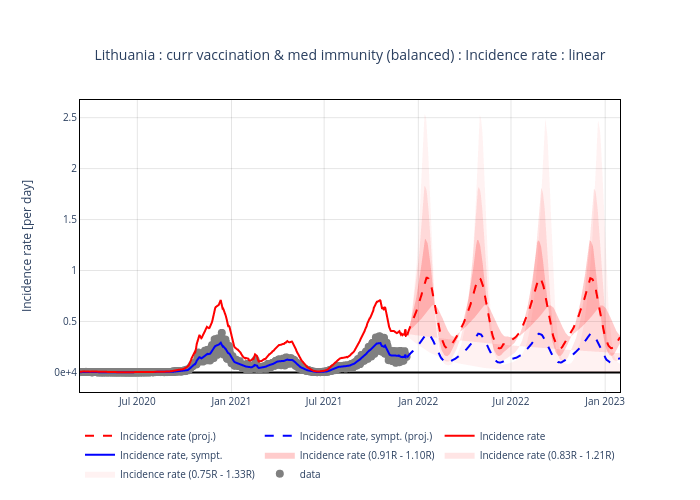 Lithuania : curr vaccination & med immunity (balanced) : Incidence rate : linear
Incidence rate [per day]
2.5
2
1.5
1
0.5
0e+4
Jul 2020
Jan 2021
Jul 2021
Jan 2022
Jul 2022
Jan 2023
Incidence rate (proj.)
Incidence rate, sympt. (proj.)
Incidence rate
Incidence rate, sympt.
Incidence rate (0.91R - 1.10R)
Incidence rate (0.83R - 1.21R)
Incidence rate (0.75R - 1.33R)
data